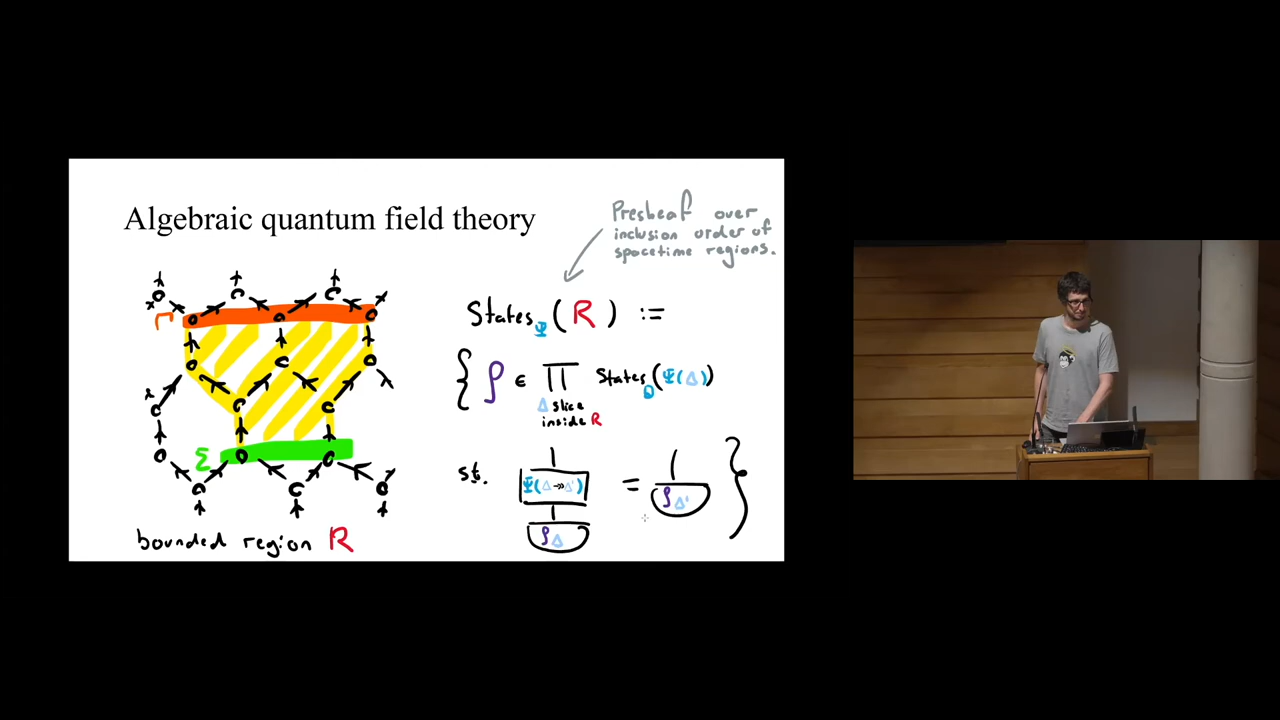 Algebraic quantum field theory
Presheaf over
inclusion order of
spacetime regions.
States_Ψ (R) :=
{ ρ ∈ ∏ States_D (Ψ(Δ))
Δ slice
inside R
s.t.
Ψ(Δ ↠ Δ')
ρ_Δ
=
ρ_Δ' }
Γ
Σ
bounded region R